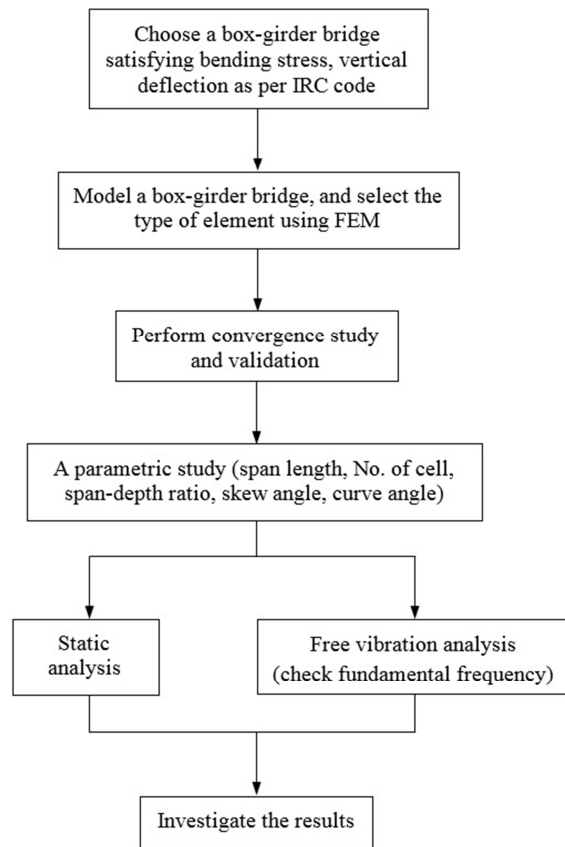 Choose a box-girder bridge
satisfying bending stress, vertical
deflection as per IRC code
Model a box-girder bridge, and select the
type of element using FEM
Perform convergence study
and validation
A parametric study (span length, No. of cell,
span-depth ratio, skew angle, curve angle)
Static
analysis
Free vibration analysis
(check fundamental frequency)
Investigate the results